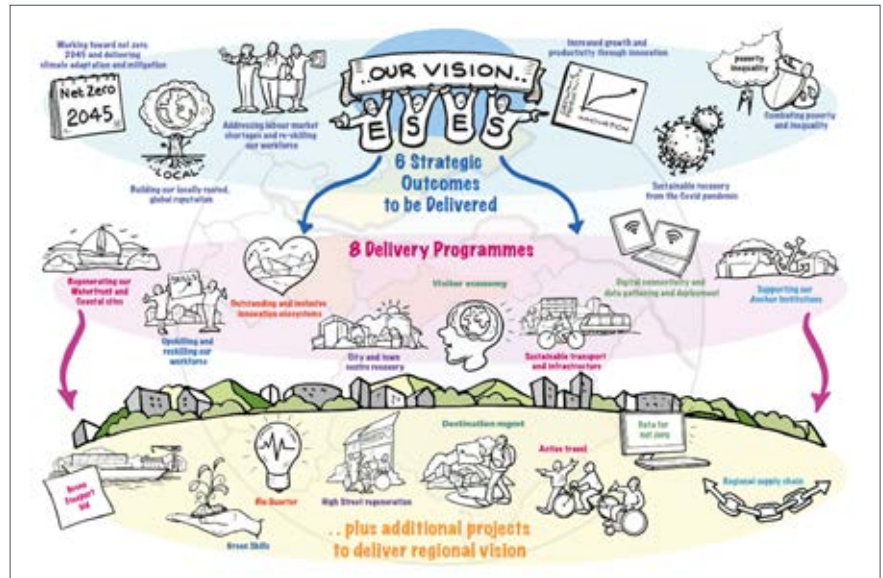 Working toward net zero
2045 and delivering
climate adaptation and mitigation
Net Zero
2045
LOCAL
Building our locally rooted,
global reputation
Addressing labour market
shortages and re-skilling
our workforce
..OUR VISION..
E S E S
6 Strategic
Outcomes
to be Delivered
Increased growth and
productivity through innovation
INNOVATION
Sustainable recovery
from the Covid pandemic
poverty
inequality
Combating poverty
and inequality
8 Delivery Programmes
Regenerating our
Waterfront and
Coastal sites
SKILLS
Upskilling and
reskilling our
workforce
Outstanding and inclusive
innovation ecosystems
City and town
centre recovery
Visitor economy
Sustainable transport
and infrastructure
Digital connectivity and
data gathering and deployment
Supporting our
Anchor Institutions
Green Skills
Bio Quarter
High Street regeneration
Destination mgmt
Active travel
Data for
net zero
Regional supply chain
... plus additional projects
to deliver regional vision